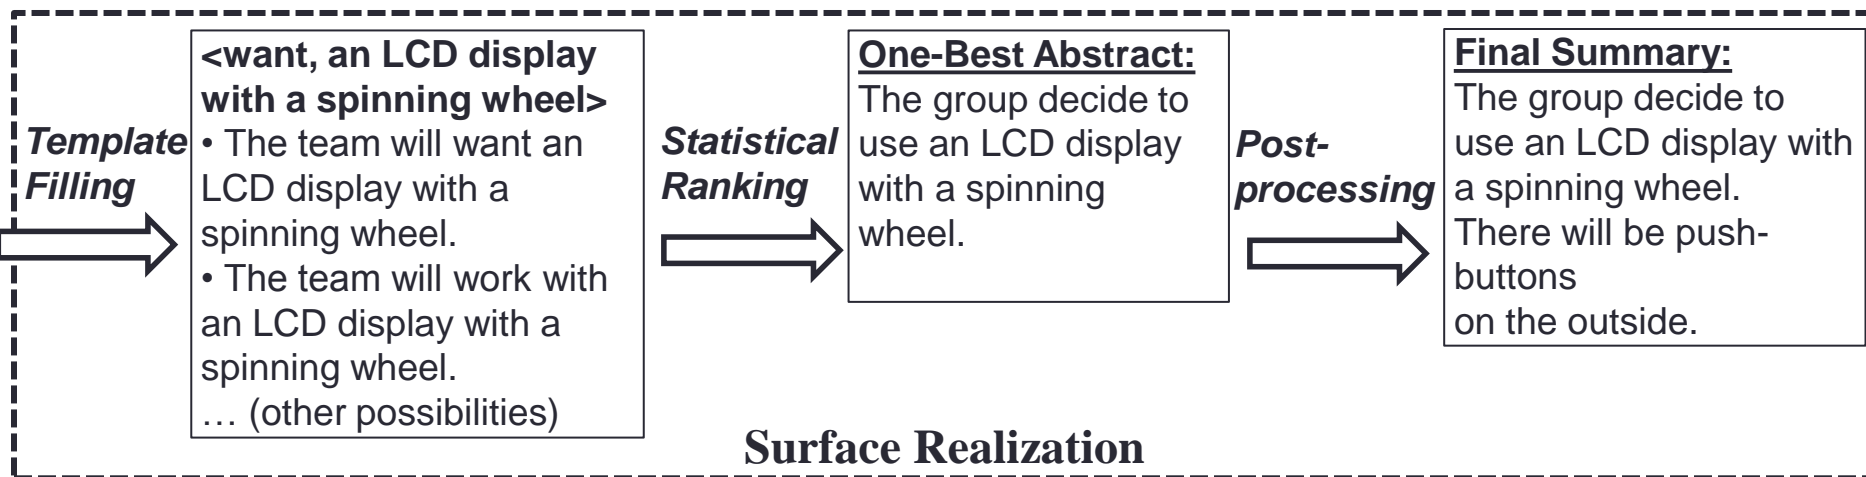 Template
Filling
<want, an LCD display
with a spinning wheel>
• The team will want an
LCD display with a
spinning wheel.
• The team will work with
an LCD display with a
spinning wheel.
… (other possibilities)
Statistical
Ranking
One-Best Abstract:
The group decide to
use an LCD display
with a spinning
wheel.
Post-
processing
Final Summary:
The group decide to
use an LCD display with
a spinning wheel.
There will be push-
buttons
on the outside.
Surface Realization